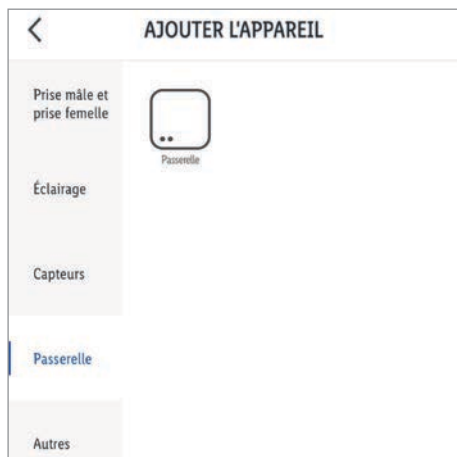 AJOUTER L'APPAREIL
Prise mâle et
prise femelle
Passerelle
Éclairage
Capteurs
Passerelle
Autres